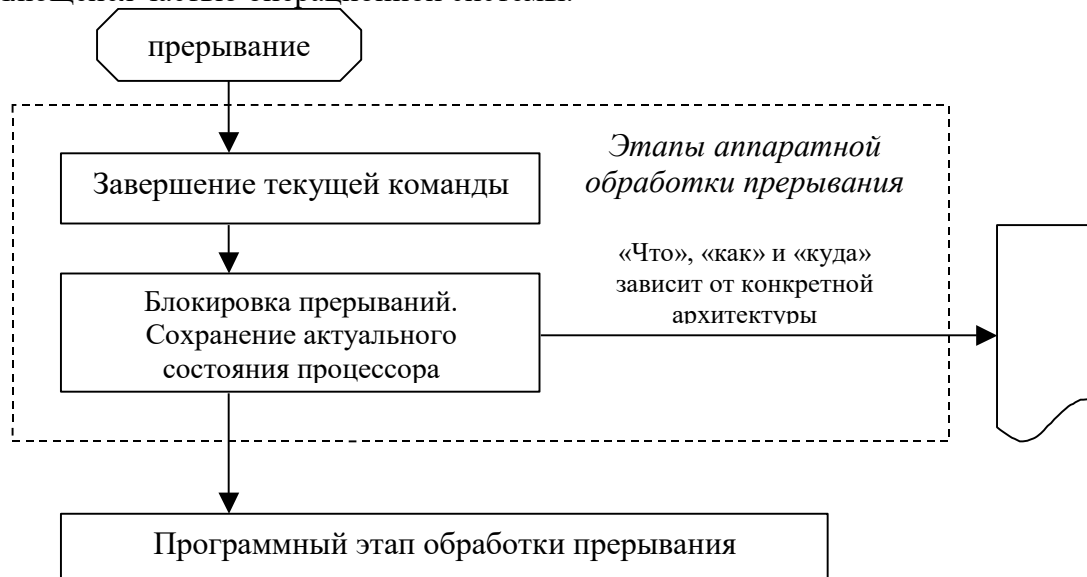 прерывание
Этапы аппаратной
обработки прерывания
Завершение текущей команды
«Что», «как» и «куда»
зависит от конкретной
архитектуры
Блокировка прерываний.
Сохранение актуального
состояния процессора
Программный этап обработки прерывания